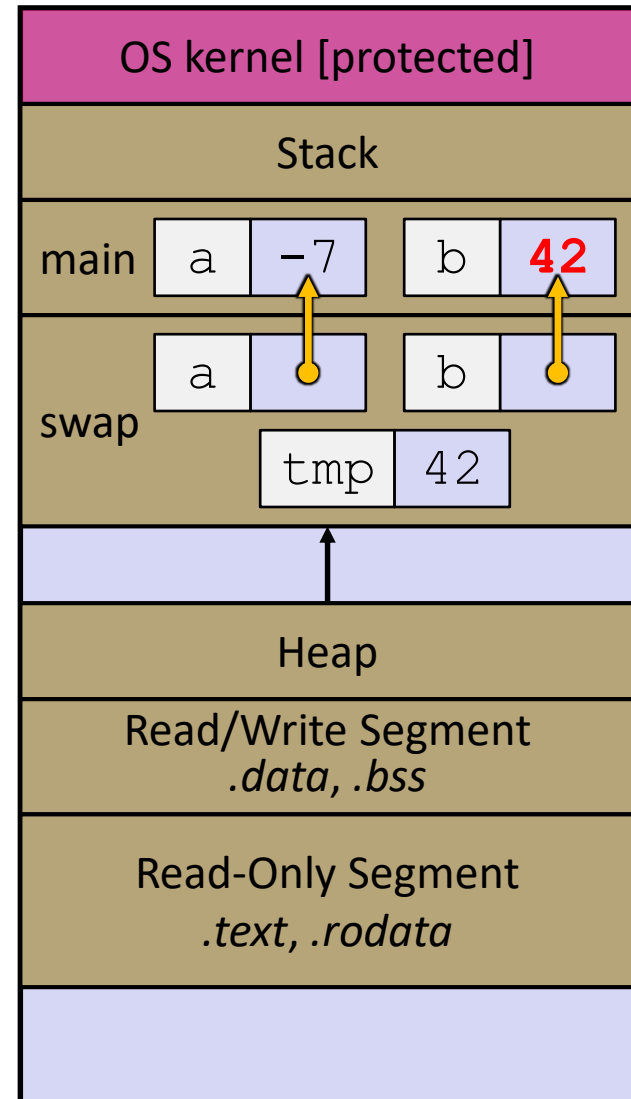 OS kernel [protected]
Stack
main a -7 b 42
swap a b
tmp 42
Heap
Read/Write Segment
.data, .bss
Read-Only Segment
.text, .rodata